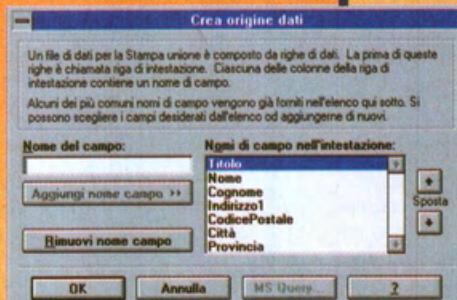 Crea origine dati
Un file di dati per la Stampa unione è composto da righe di dati. La prima di queste
righe è chiamata riga di intestazione. Ciascuna delle colonne della riga di
intestazione contiene un nome di campo.
Alcuni dei più comuni nomi di campo vengono già forniti nell'elenco qui sotto. Si
possono scegliere i campi desiderati dall'elenco od aggiungerne di nuovi.
Nome del campo:
Aggiungi nome campo >>
Rimuovi nome campo
Nomi di campo nell'intestazione:
Titolo
Nome
Cognome
Indirizzo1
CodicePostale
Città
Provincia
Sposta
OK
Annulla
MS Query...
?